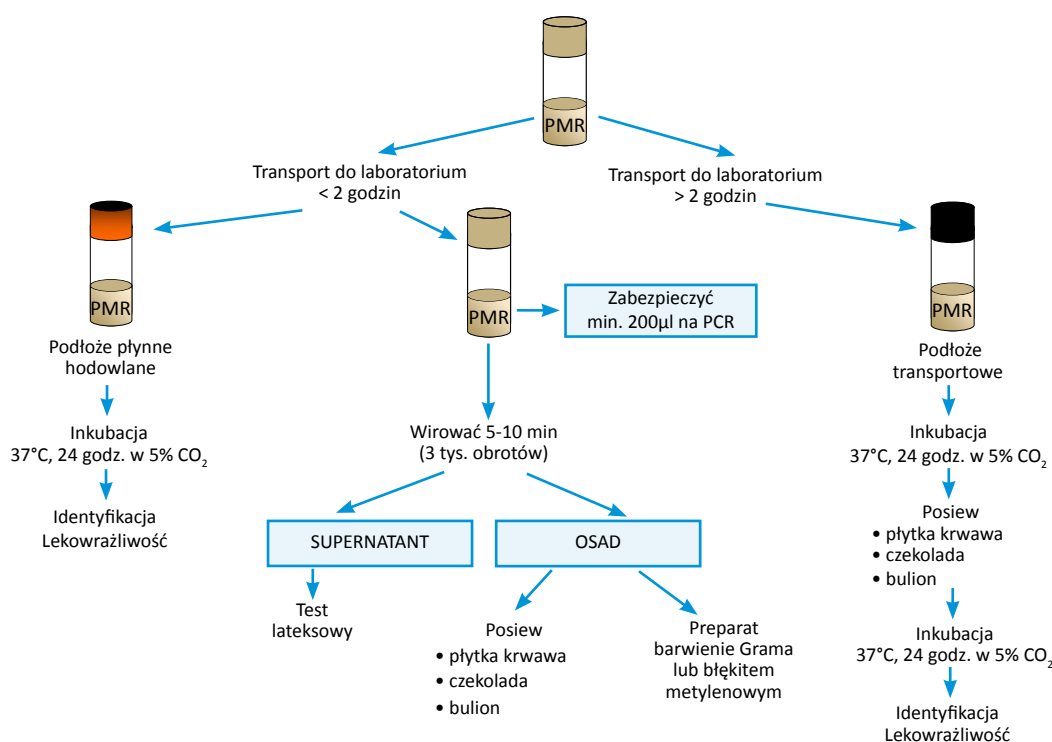 PMR
Transport do laboratorium
< 2 godzin
Transport do laboratorium
> 2 godzin
PMR
Podłoże płynne
hodowlane
Inkubacja
37°C, 24 godz. w 5% CO₂
Identyfikacja
Lekowrażliwość
PMR
Zabezpieczyć
min. 200µl na PCR
Wirować 5-10 min
(3 tys. obrotów)
SUPERNATANT
Test
lateksowy
OSAD
Posiew
• płytka krwawa
• czekolada
• bulion
Preparat
barwienie Grama
lub błękitem
metylenowym
PMR
Podłoże
transportowe
Inkubacja
37°C, 24 godz. w 5% CO₂
Posiew
• płytka krwawa
• czekolada
• bulion
Inkubacja
37°C, 24 godz. w 5% CO₂
Identyfikacja
Lekowrażliwość